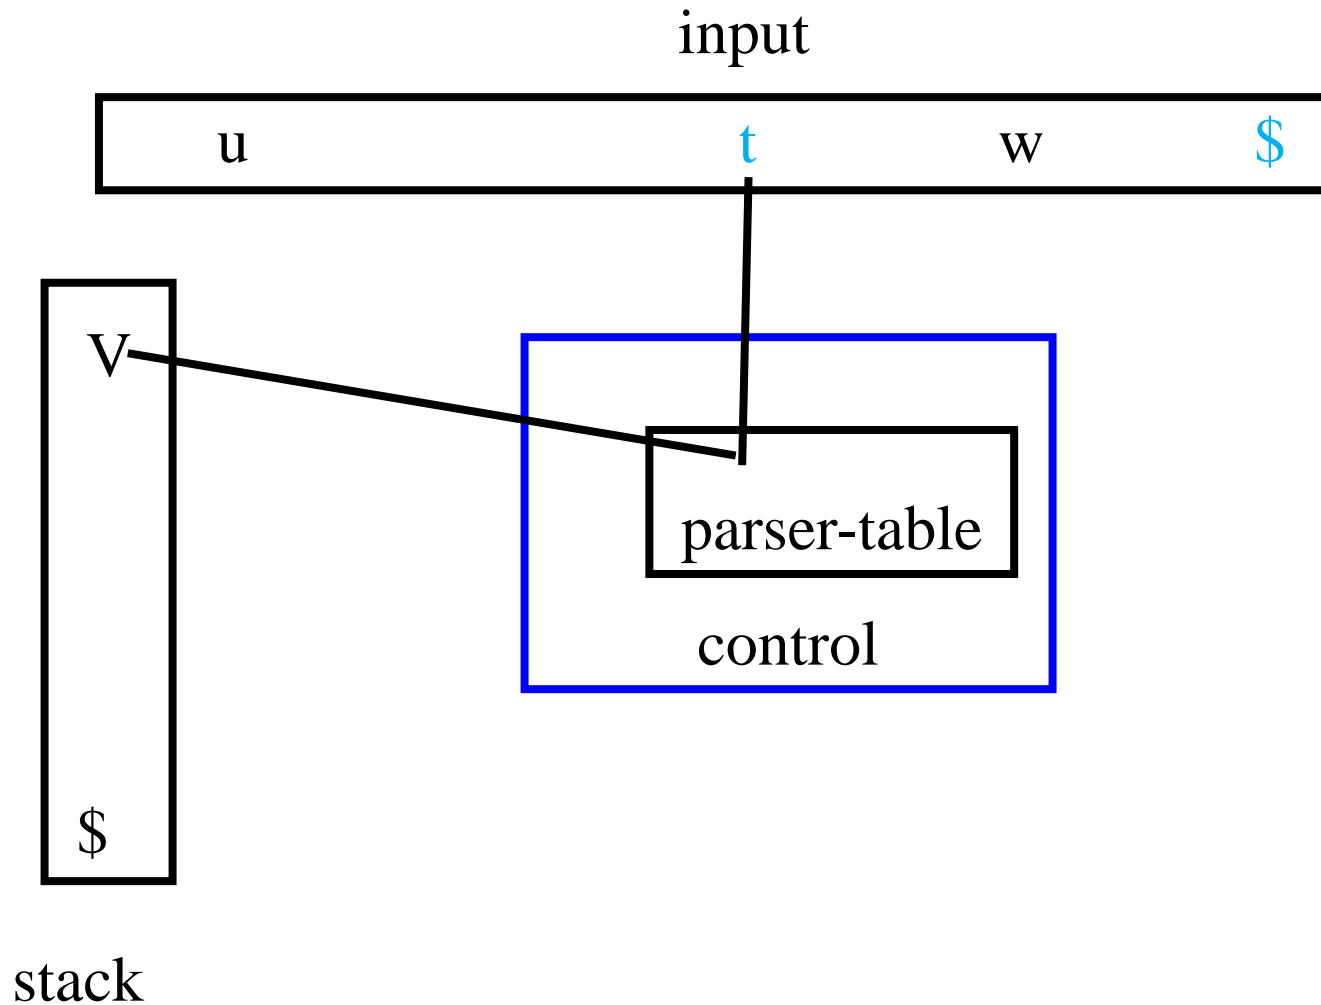 input
u t w $
V
parser-table
control
$
stack